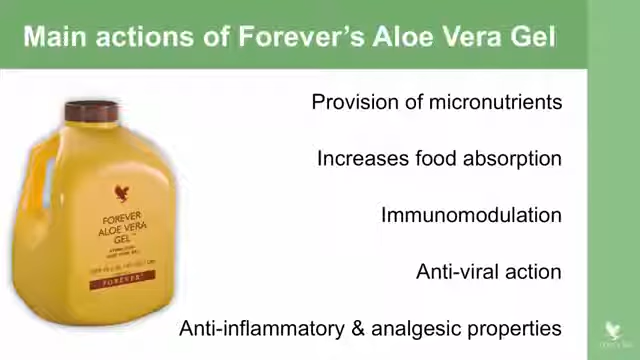 Main actions of Forever's Aloe Vera Gel
Provision of micronutrients
Increases food absorption
Immunomodulation
Anti-viral action
Anti-inflammatory & analgesic properties
FOREVER
ALOE VERA
GEL™
FOREVER